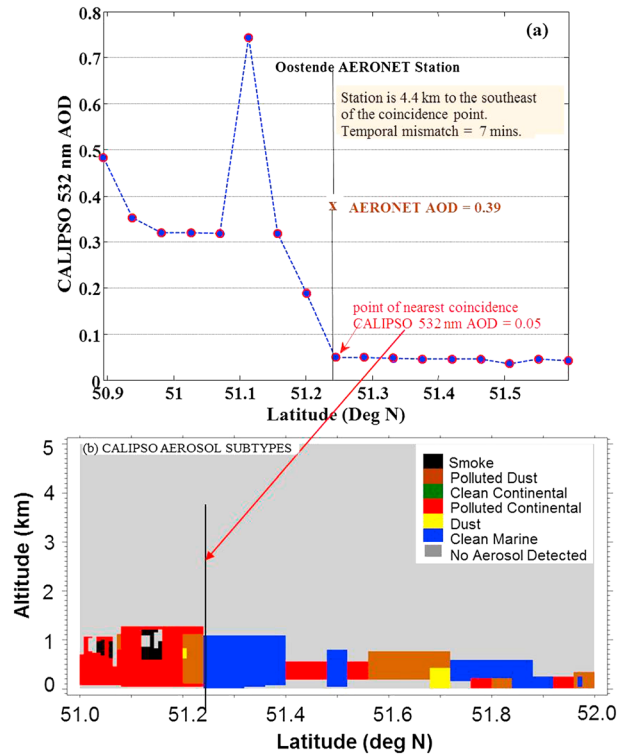 (a)
0.8
0.7
0.6
0.5
0.4
0.3
0.2
0.1
0
CALIPSO 532 nm AOD
Oostende AERONET Station
Station is 4.4 km to the southeast
of the coincidence point.
Temporal mismatch = 7 mins.
x AERONET AOD = 0.39
point of nearest coincidence
CALIPSO 532 nm AOD = 0.05
50.9 51 51.1 51.2 51.3 51.4 51.5
Latitude (Deg N)
(b) CALIPSO AEROSOL SUBTYPES
5
4
3
2
1
0
Altitude (km)
Smoke
Polluted Dust
Clean Continental
Polluted Continental
Dust
Clean Marine
No Aerosol Detected
51.0 51.2 51.4 51.6 51.8 52.0
Latitude (deg N)